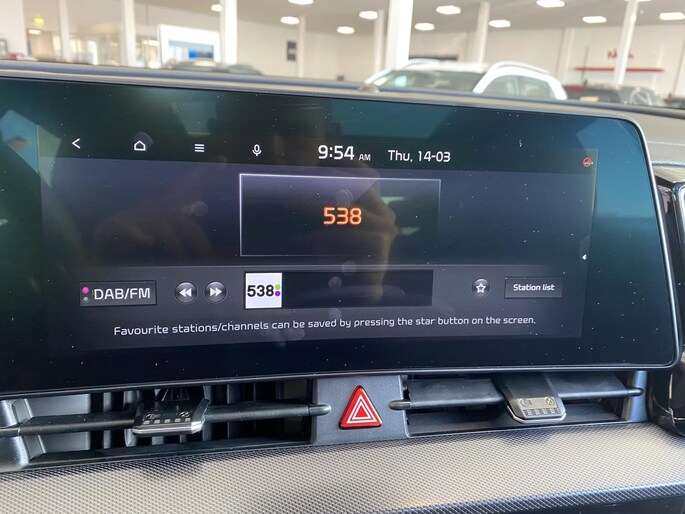 9:54 AM Thu, 14-03
538
DAB/FM
538
Station list
Favourite stations/channels can be saved by pressing the star button on the screen.